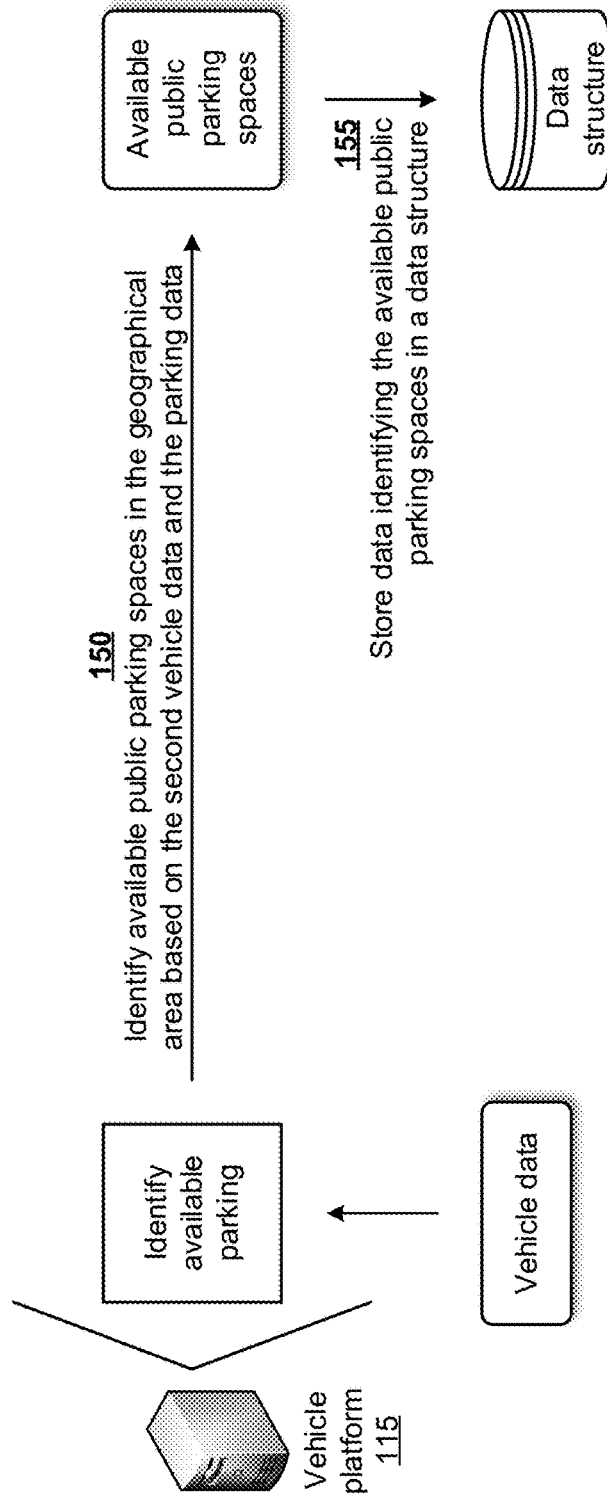 Vehicle
platform
115
Identify
available
parking
Vehicle data
150
Identify available public parking spaces in the geographical
area based on the second vehicle data and the parking data
Available
public
parking
spaces
155
Store data identifying the available public
parking spaces in a data structure
Data
structure